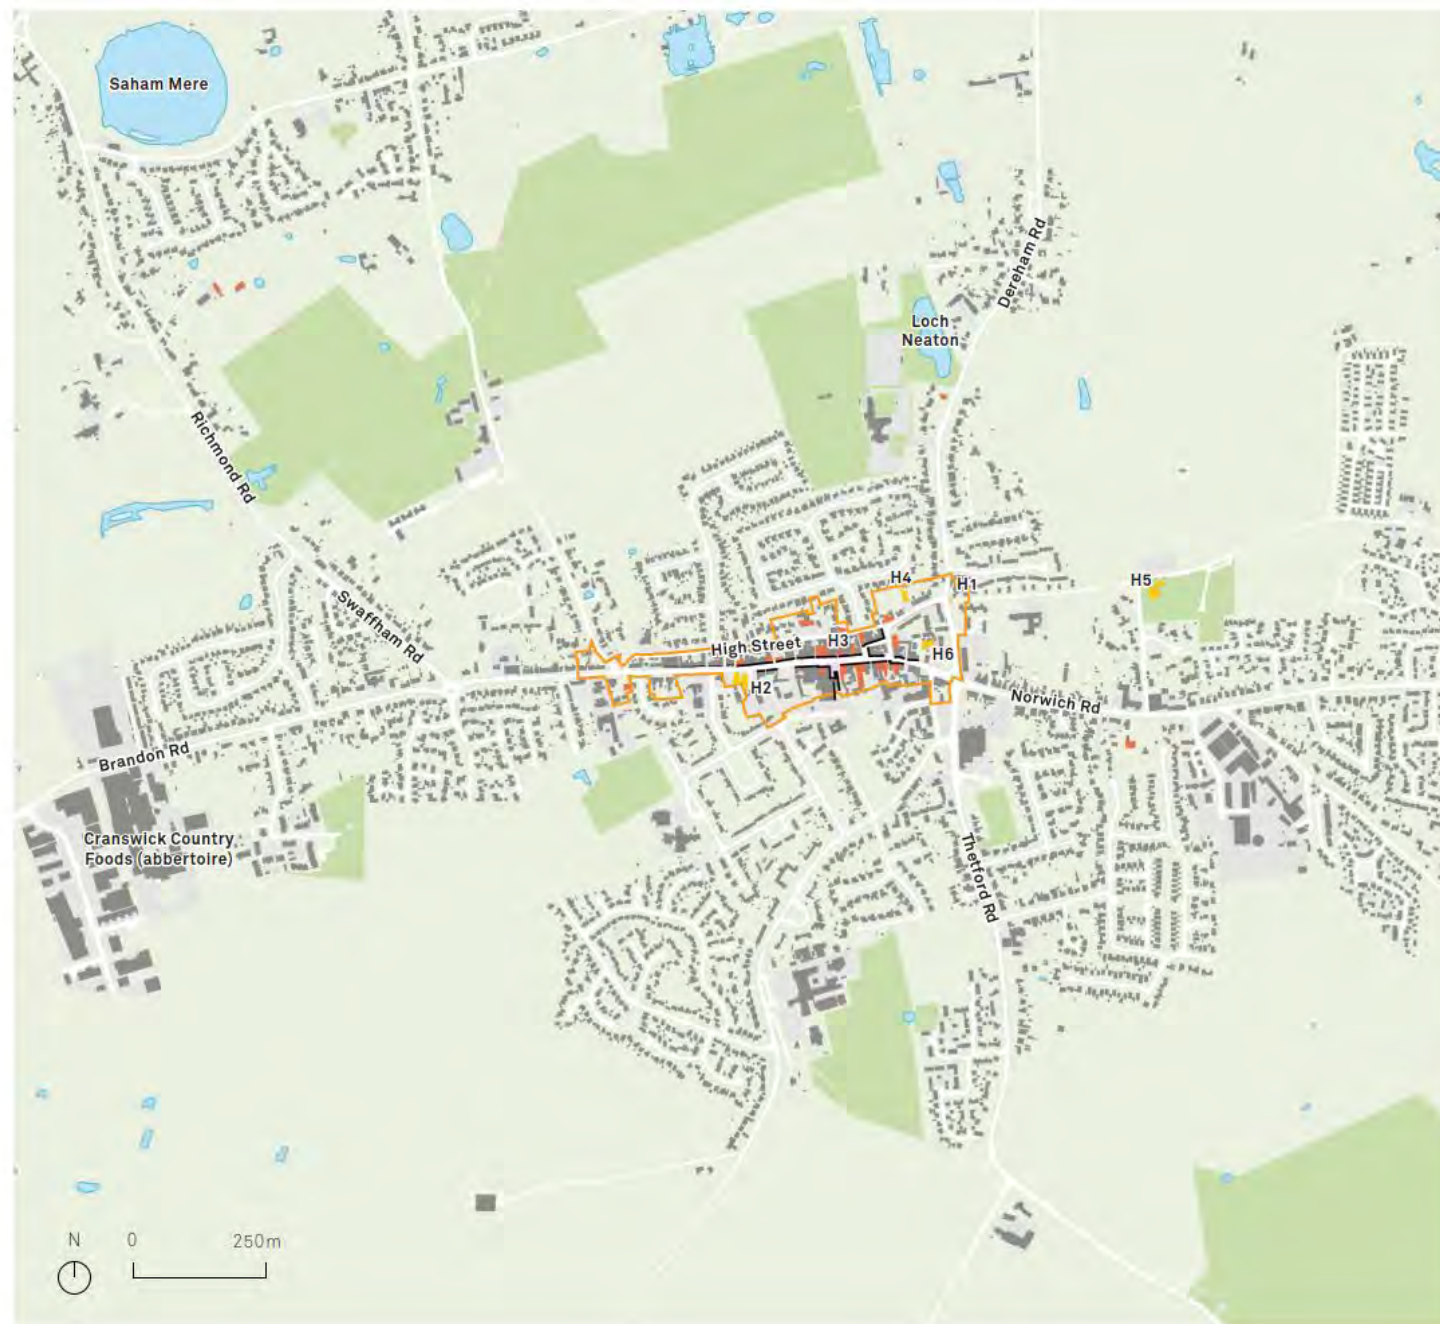 Saham Mere
Dereham Rd
Loch
Neaton
Richmond Rd
Swaffham Rd
H4
H1
H5
High Street
H3
H6
H2
Norwich Rd
Brandon Rd
Cranswick Country
Foods (abbertoire)
Thetford Rd
N
0
250m